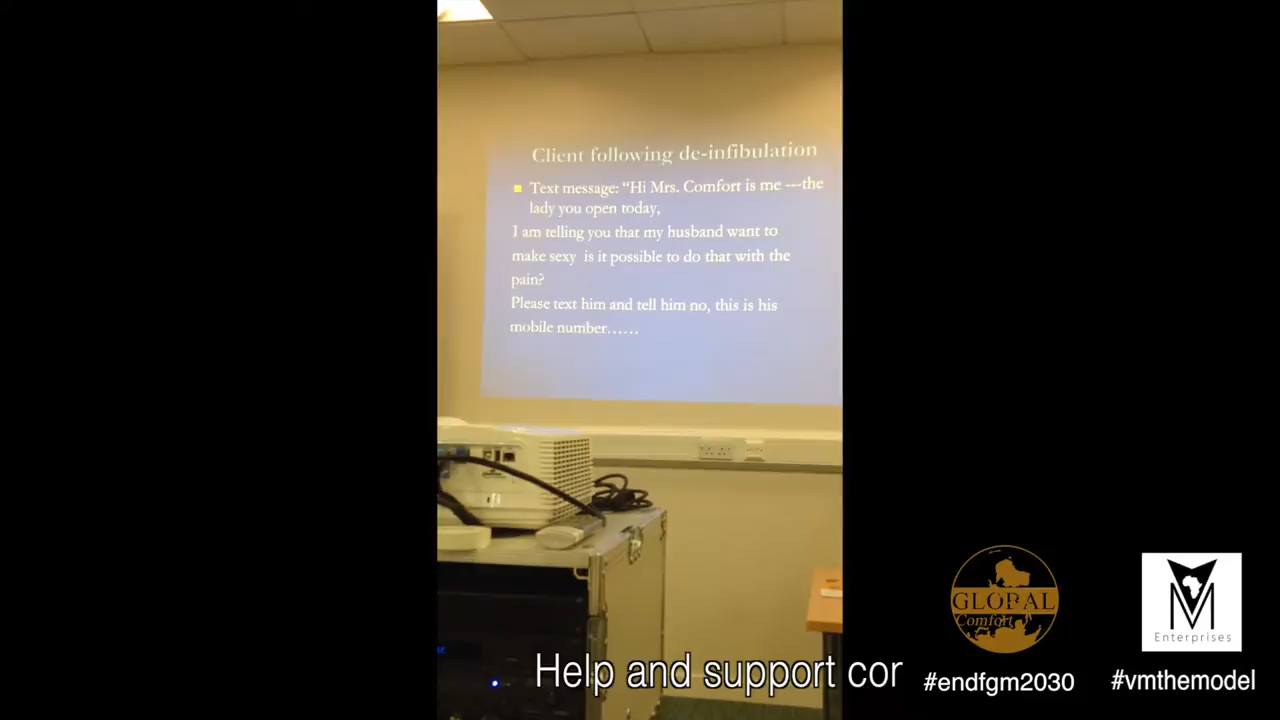 Client following de-infibulation
Text message: “Hi Mrs. Comfort is me ---the
lady you open today,
I am telling you that my husband want to
make sexy is it possible to do that with the
pain?
Please text him and tell him no, this is his
mobile number......
GLOBAL
Comfort
M
Enterprises
Help and support cor
#endfgm2030
#vmthemodel